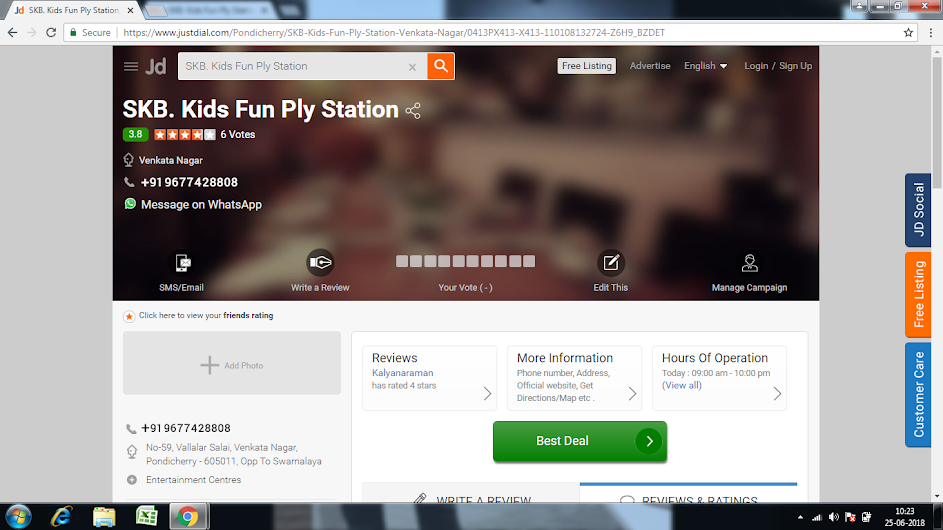 SKB. Kids Fun Ply Station
Secure
https://www.justdial.com/Pondicherry/SKB-Kids-Fun-Ply-Station-Venkata-Nagar/0413PX413-X413-110108132724-Z6H9_BZDET
Jd
SKB. Kids Fun Ply Station
Free Listing
Advertise
English
Login / Sign Up
SKB. Kids Fun Ply Station
3.8
6 Votes
Venkata Nagar
+91 9677428808
Message on WhatsApp
SMS/Email
Write a Review
Your Vote ( - )
Edit This
Manage Campaign
JD Social
Free Listing
Customer Care
Click here to view your friends rating
Add Photo
+91 9677428808
No-59, Vallalar Salai, Venkata Nagar,
Pondicherry - 605011, Opp To Swarnalaya
Entertainment Centres
Reviews
Kalyanaraman
has rated 4 stars
More Information
Phone number, Address,
Official website, Get
Directions/Map etc .
Hours Of Operation
Today : 09:00 am - 10:00 pm
(View all)
Best Deal
WRITE A REVIEW
REVIEWS & RATINGS
10:23
25-06-2018